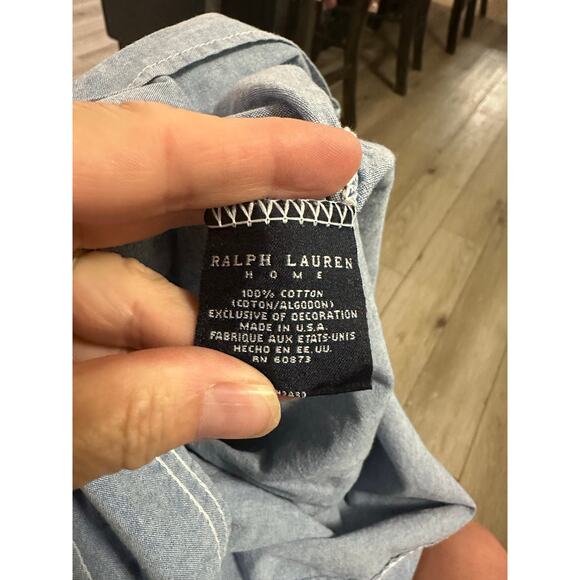 RALPH LAUREN
HOME
100% COTTON
(COTON/ALGODON)
EXCLUSIVE OF DECORATION
MADE IN U.S.A.
FABRIQUE AUX ETATS-UNIS
HECHO EN EE.UU.
RN 60873